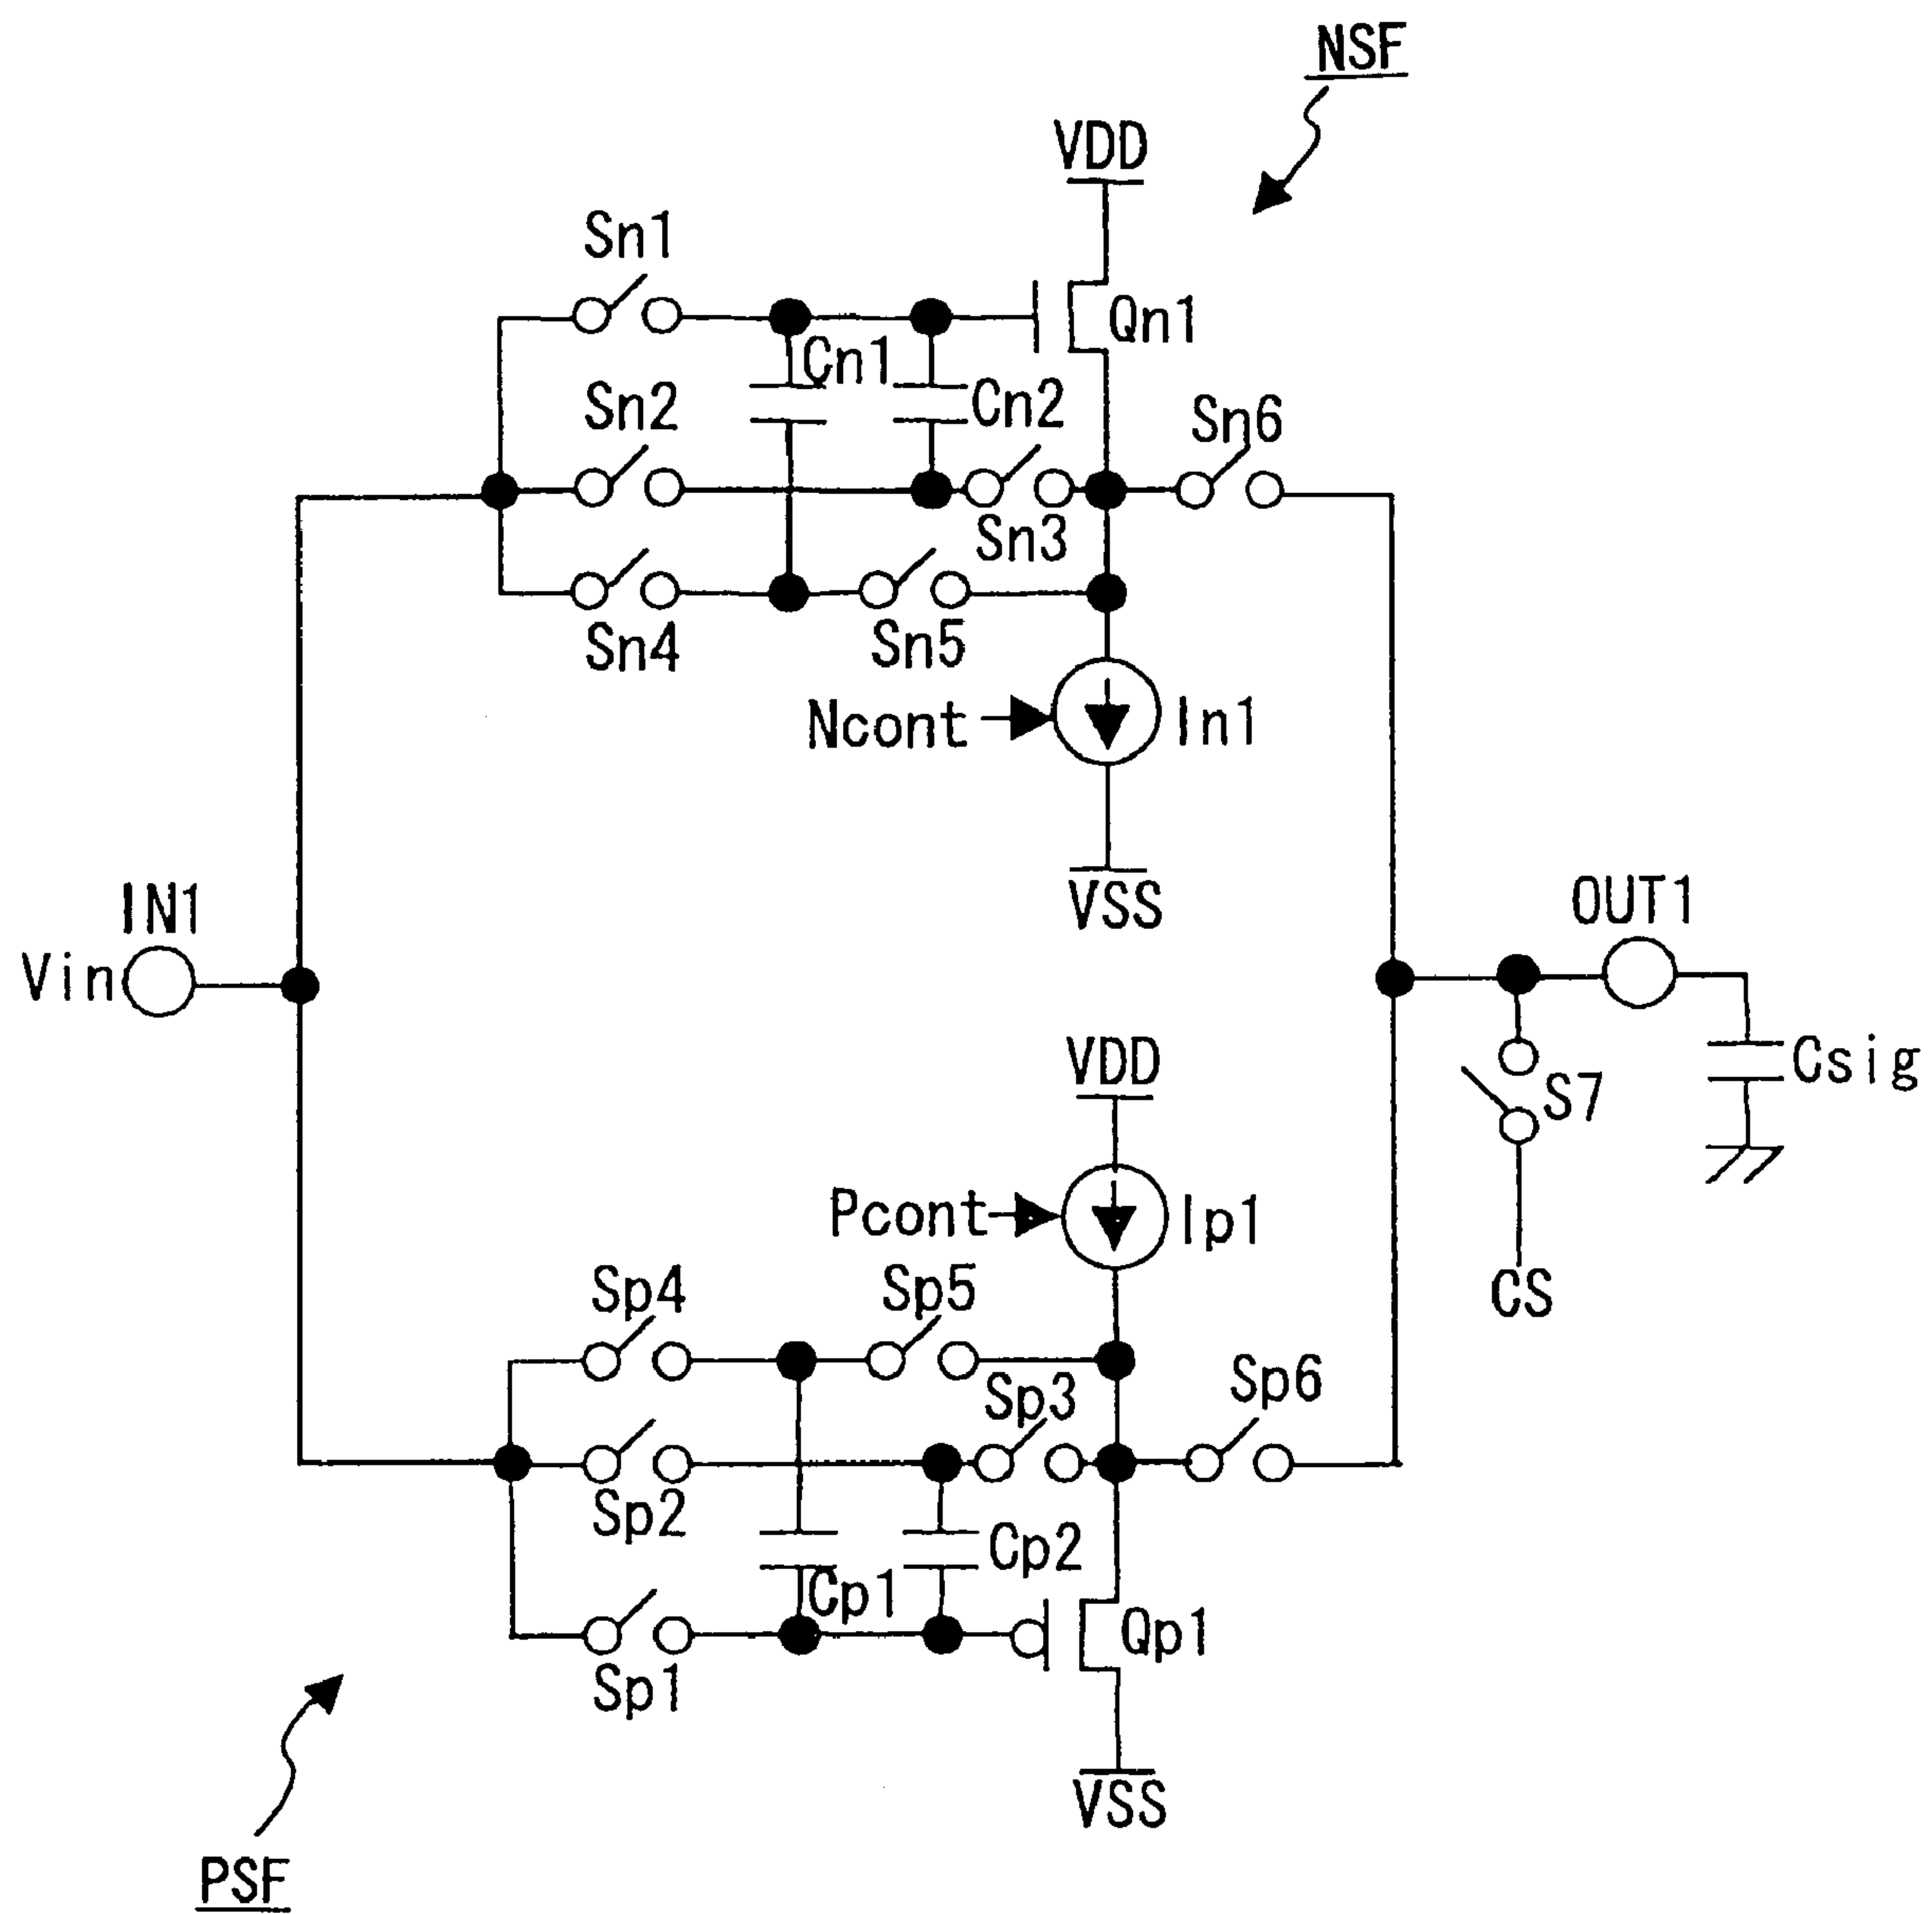 NSF
VDD
Sn1
Qn1
Cn1
Sn2
Cn2
Sn6
Sn3
Sn4
Sn5
Ncont
In1
VSS
IN1
OUT1
Vin
VDD
Csig
S7
Pcont
Ip1
CS
Sp4
Sp5
Sp3
Sp6
Sp2
Cp2
Cp1
Qp1
Sp1
VSS
PSF